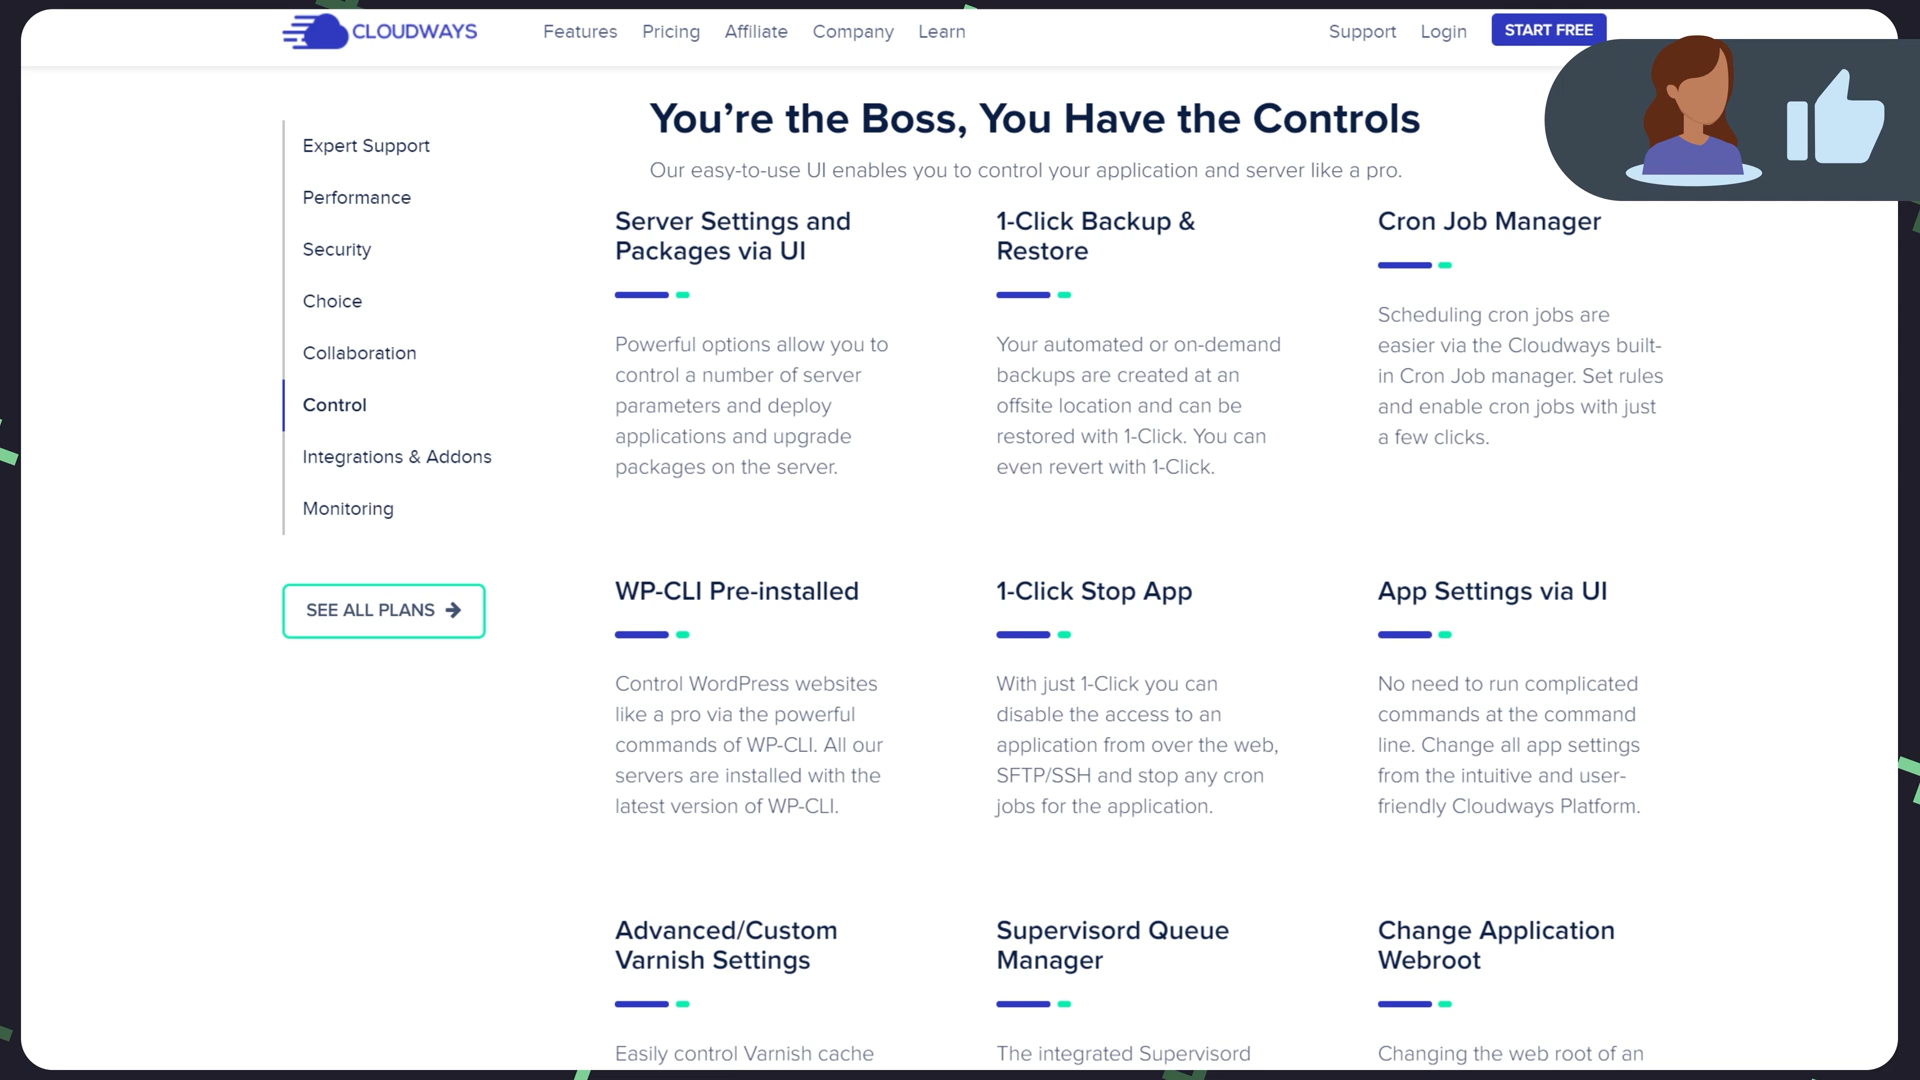 CLOUDWAYS
Features Pricing Affiliate Company Learn
Support Login START FREE
Expert Support
Performance
Security
Choice
Collaboration
Control
Integrations & Addons
Monitoring
SEE ALL PLANS
You’re the Boss, You Have the Controls
Our easy-to-use UI enables you to control your application and server like a pro.
Server Settings and
Packages via UI
Powerful options allow you to
control a number of server
parameters and deploy
applications and upgrade
packages on the server.
1-Click Backup &
Restore
Your automated or on-demand
backups are created at an
offsite location and can be
restored with 1-Click. You can
even revert with 1-Click.
Cron Job Manager
Scheduling cron jobs are
easier via the Cloudways built-
in Cron Job manager. Set rules
and enable cron jobs with just
a few clicks.
WP-CLI Pre-installed
Control WordPress websites
like a pro via the powerful
commands of WP-CLI. All our
servers are installed with the
latest version of WP-CLI.
1-Click Stop App
With just 1-Click you can
disable the access to an
application from over the web,
SFTP/SSH and stop any cron
jobs for the application.
App Settings via UI
No need to run complicated
commands at the command
line. Change all app settings
from the intuitive and user-
friendly Cloudways Platform.
Advanced/Custom
Varnish Settings
Easily control Varnish cache
Supervisord Queue
Manager
The integrated Supervisord
Change Application
Webroot
Changing the web root of an